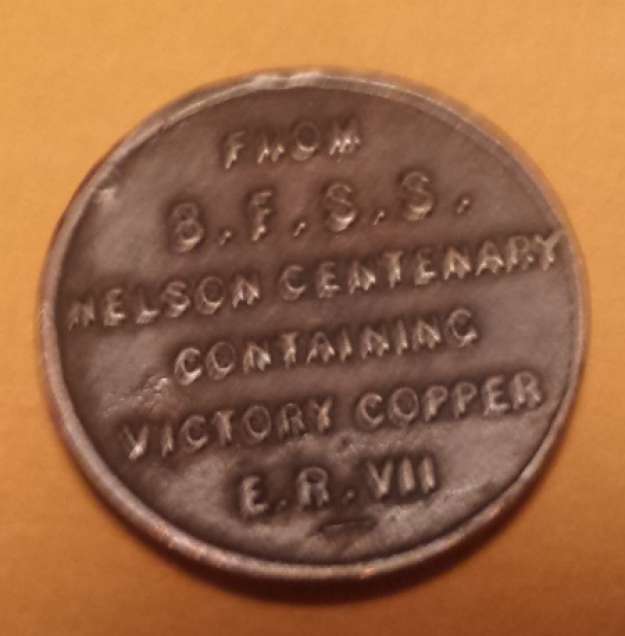 FROM
B.F.S.S.
NELSON CENTENARY
CONTAINING
VICTORY COPPER
E.R.VII